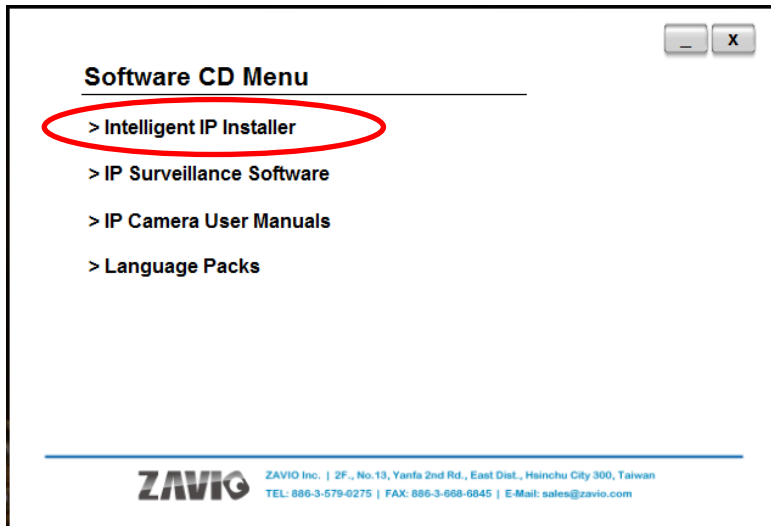 _ X
Software CD Menu
> Intelligent IP Installer
> IP Surveillance Software
> IP Camera User Manuals
> Language Packs
ZAVIO
ZAVIO Inc. | 2F., No.13, Yanfa 2nd Rd., East Dist., Hsinchu City 300, Taiwan
TEL: 886-3-579-0275 | FAX: 886-3-668-6845 | E-Mail: sales@zavio.com